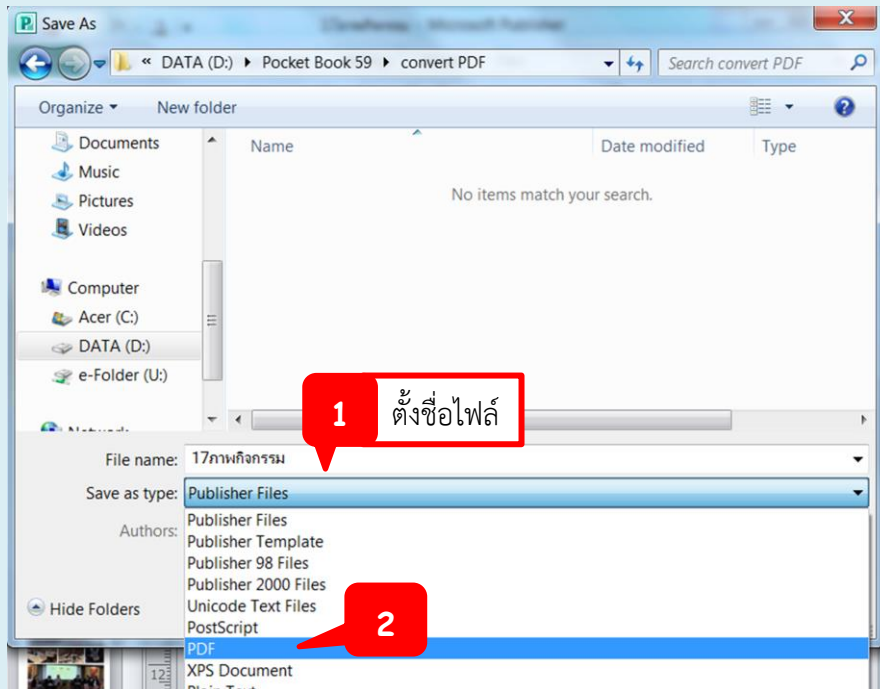 Save As
« DATA (D:) ▸ Pocket Book 59 ▸ convert PDF
Search convert PDF
Organize
New folder
Documents
Music
Pictures
Videos
Computer
Acer (C:)
DATA (D:)
e-Folder (U:)
Name
Date modified
Type
No items match your search.
1 ตั้งชื่อไฟล์
File name: 17ภาพกิจกรรม
Save as type: Publisher Files
Authors:
Publisher Files
Publisher Template
Publisher 98 Files
Publisher 2000 Files
Unicode Text Files
PostScript
2
PDF
XPS Document
Hide Folders
12